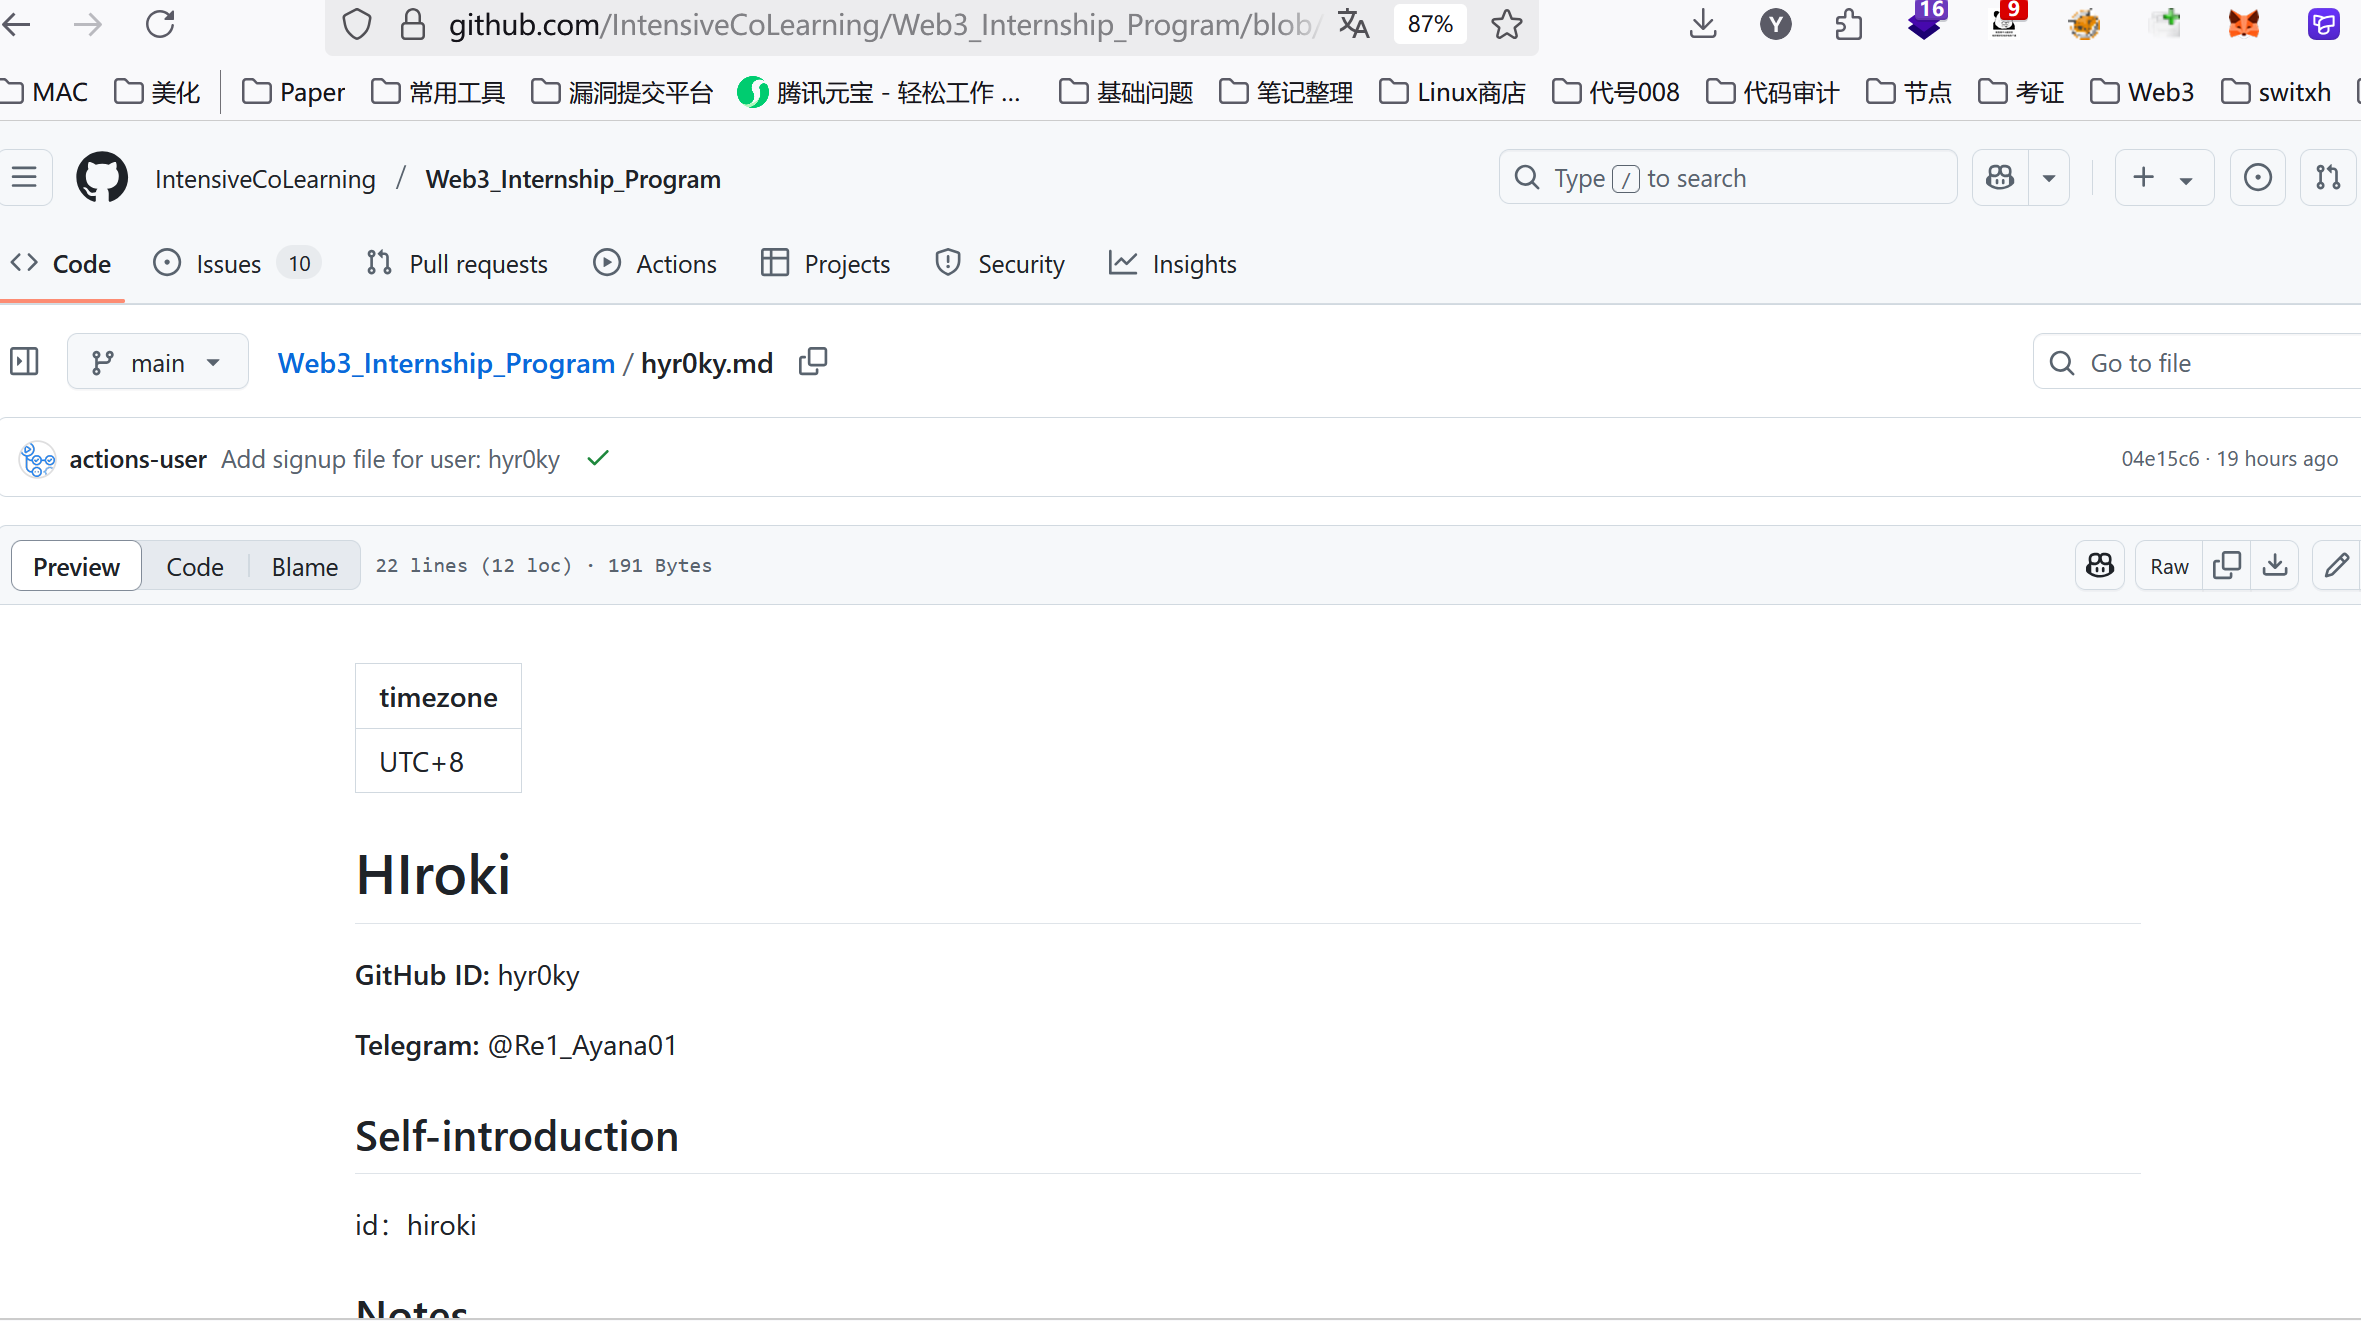 github.com/IntensiveCoLearning/Web3_Internship_Program/blob/ 87% Y 16 9
MAC 美化 Paper 常用工具 漏洞提交平台 腾讯元宝 - 轻松工作 ... 基础问题 笔记整理 Linux商店 代号008 代码审计 节点 考证 Web3 switxh
IntensiveCoLearning / Web3_Internship_Program Type / to search
Code Issues 10 Pull requests Actions Projects Security Insights
main Web3_Internship_Program / hyr0ky.md Go to file
actions-user Add signup file for user: hyr0ky 04e15c6 · 19 hours ago
Preview Code Blame 22 lines (12 loc) · 191 Bytes Raw
timezone
UTC+8
HIroki
GitHub ID: hyr0ky
Telegram: @Re1_Ayana01
Self-introduction
id：hiroki
Notes